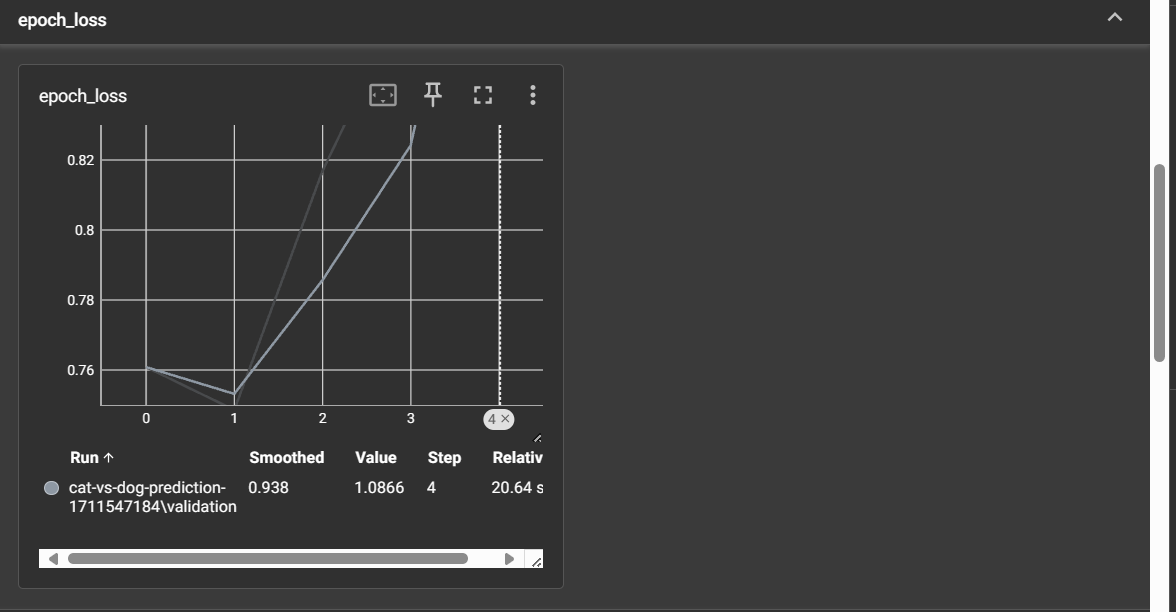 epoch_loss
epoch_loss
0.82
0.8
0.78
0.76
0 1 2 3 4 ×
Run ↑ Smoothed Value Step Relativ
cat-vs-dog-prediction- 0.938 1.0866 4 20.64 s
1711547184\validation